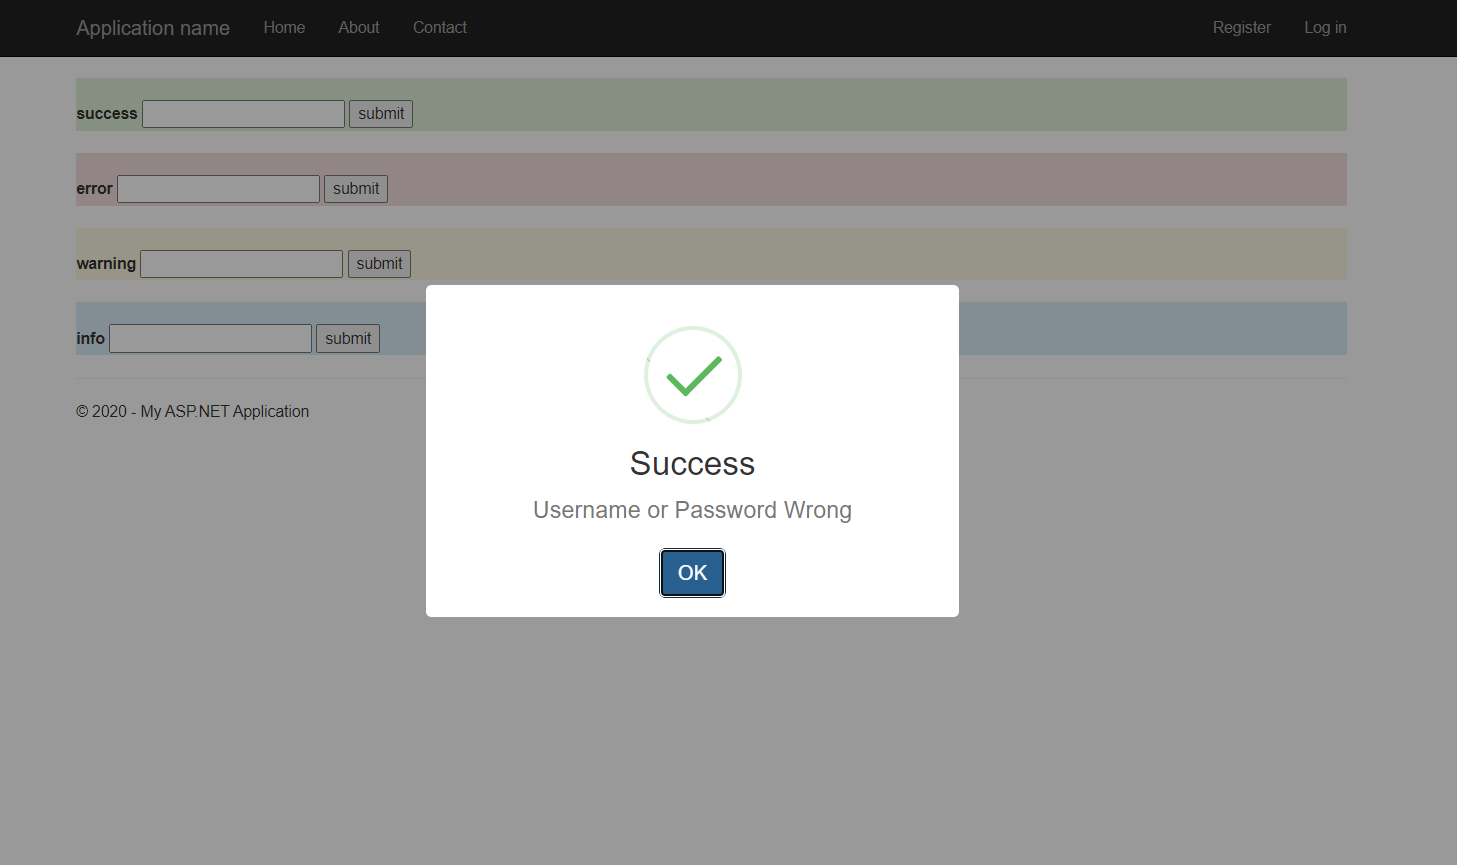 Application name Home About Contact Register Log in
success submit
error submit
warning submit
info submit
Success
Username or Password Wrong
OK
© 2020 - My ASP.NET Application